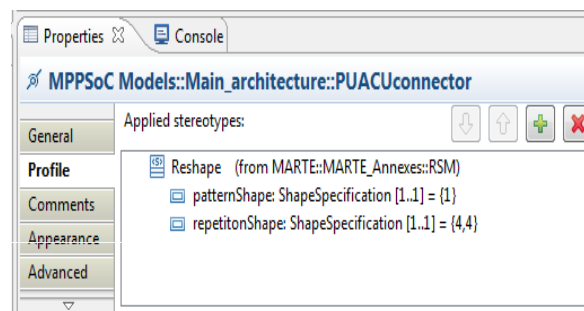 Properties Console
MPPSoC Models::Main_architecture::PUACUconnector
General
Profile
Comments
Appearance
Advanced
Applied stereotypes:
Reshape (from MARTE::MARTE_Annexes::RSM)
patternShape: ShapeSpecification [1..1] = {1}
repetitonShape: ShapeSpecification [1..1] = {4,4}